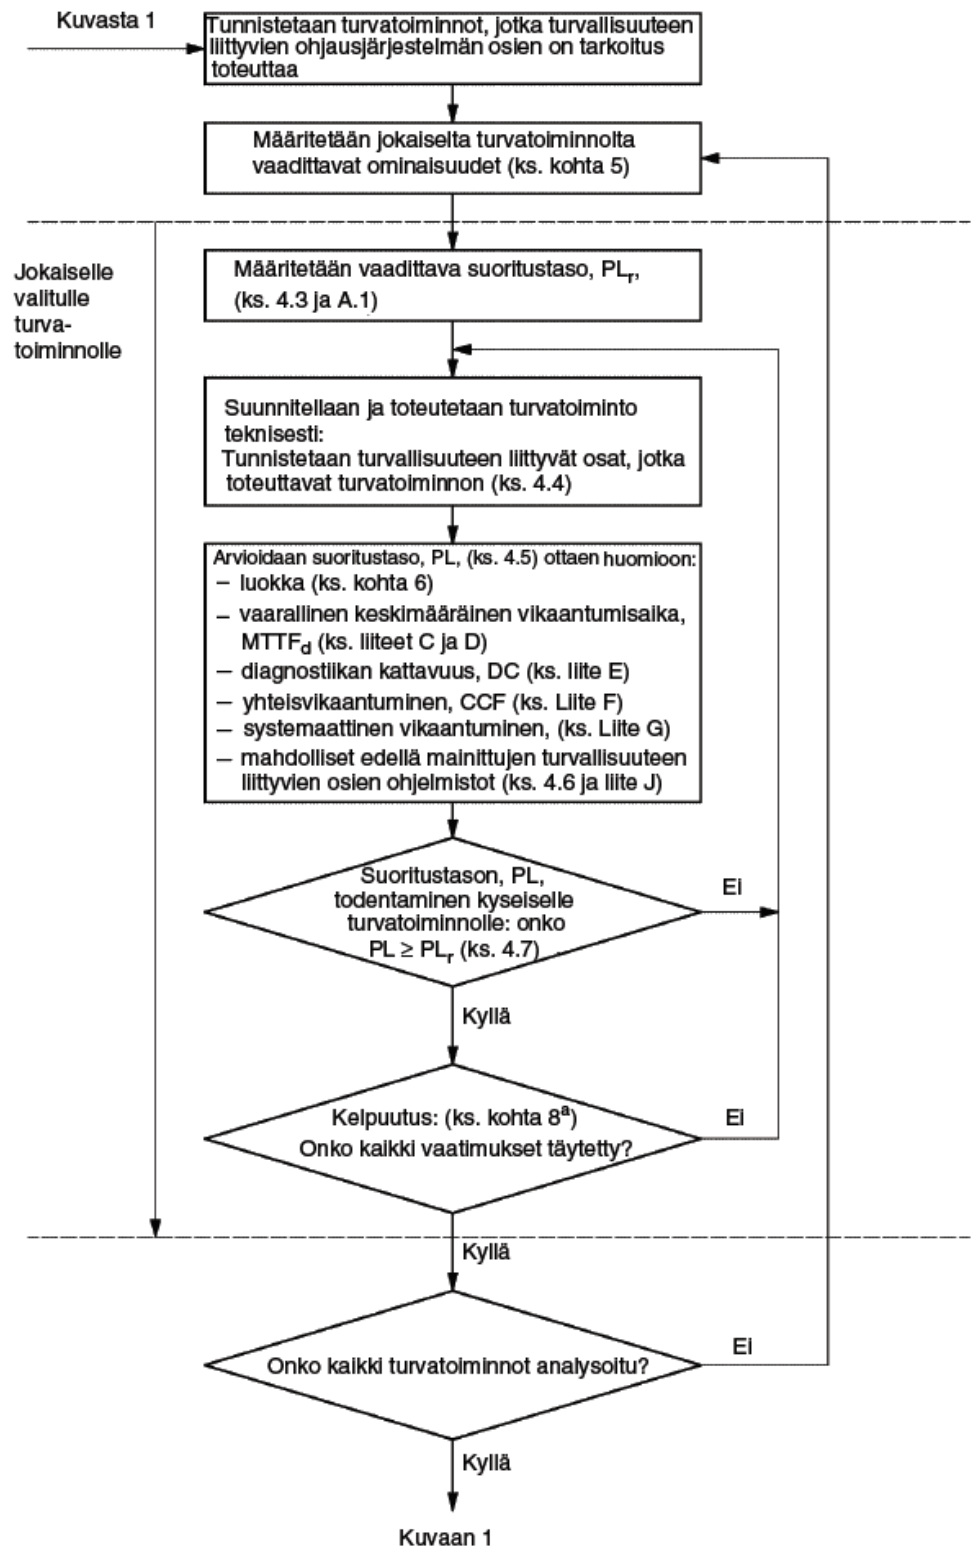 Kuvasta 1
Tunnistetaan turvatoiminnot, jotka turvallisuuteen
liittyvien ohjausjärjestelmän osien on tarkoitus
toteuttaa
Määritetään jokaiselta turvatoiminnolta
vaadittavat ominaisuudet (ks. kohta 5)
Jokaiselle
valitulle
turva-
toiminnolle
Määritetään vaadittava suoritustaso, PLr,
(ks. 4.3 ja A.1)
Suunnitellaan ja toteutetaan turvatoiminto
teknisesti:
Tunnistetaan turvallisuuteen liittyvät osat, jotka
toteuttavat turvatoiminnon (ks. 4.4)
Arvioidaan suoritustaso, PL, (ks. 4.5) ottaen huomioon:
– luokka (ks. kohta 6)
– vaarallinen keskimääräinen vikaantumisaika,
MTTFd (ks. liiteet C ja D)
– diagnostiikan kattavuus, DC (ks. liite E)
– yhteisvikaantuminen, CCF (ks. Liite F)
– systemaattinen vikaantuminen, (ks. Liite G)
– mahdolliset edellä mainittujen turvallisuuteen
liittyvien osien ohjelmistot (ks. 4.6 ja liite J)
Suoritustason, PL,
todentaminen kyseiselle
turvatoiminnolle: onko
PL ≥ PLr (ks. 4.7)
Ei
Kyllä
Kelpuutus: (ks. kohta 8a)
Onko kaikki vaatimukset täytetty?
Ei
Kyllä
Onko kaikki turvatoiminnot analysoitu?
Ei
Kyllä
Kuvaan 1